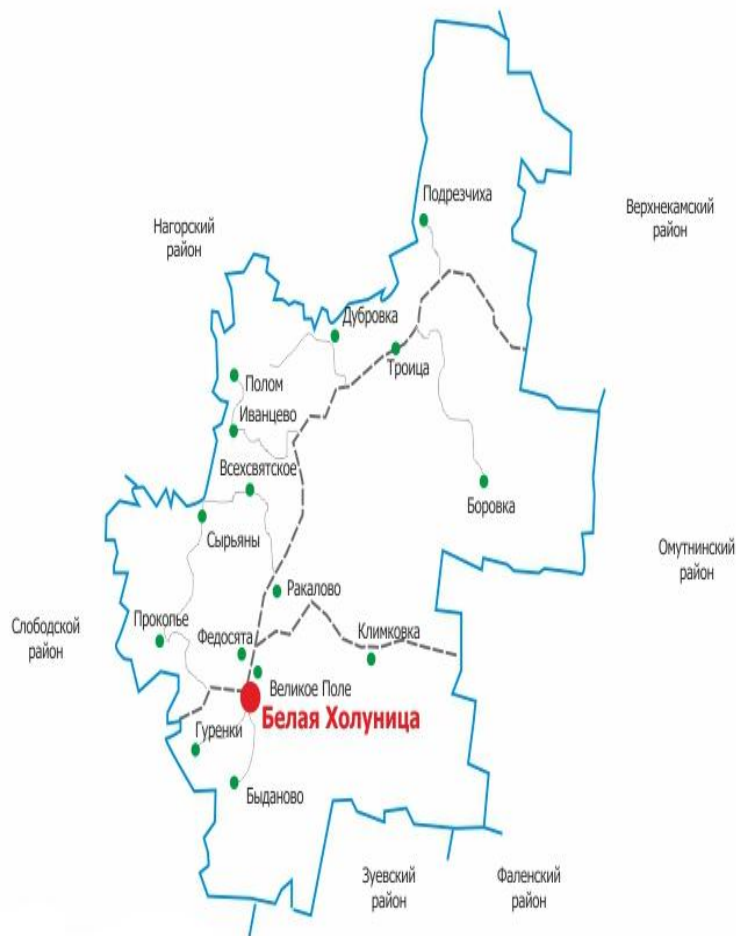 Подрезчиха
Верхнекамский
район
Нагорский
район
Дубровка
Троица
Полом
Иванцево
Всехсвятское
Боровка
Сырьяны
Омутнинский
район
Ракалово
Прокопье
Слободской
район
Федосята
Климковка
Великое Поле
Белая Холуница
Гуренки
Быданово
Зуевский
район
Фаленский
район